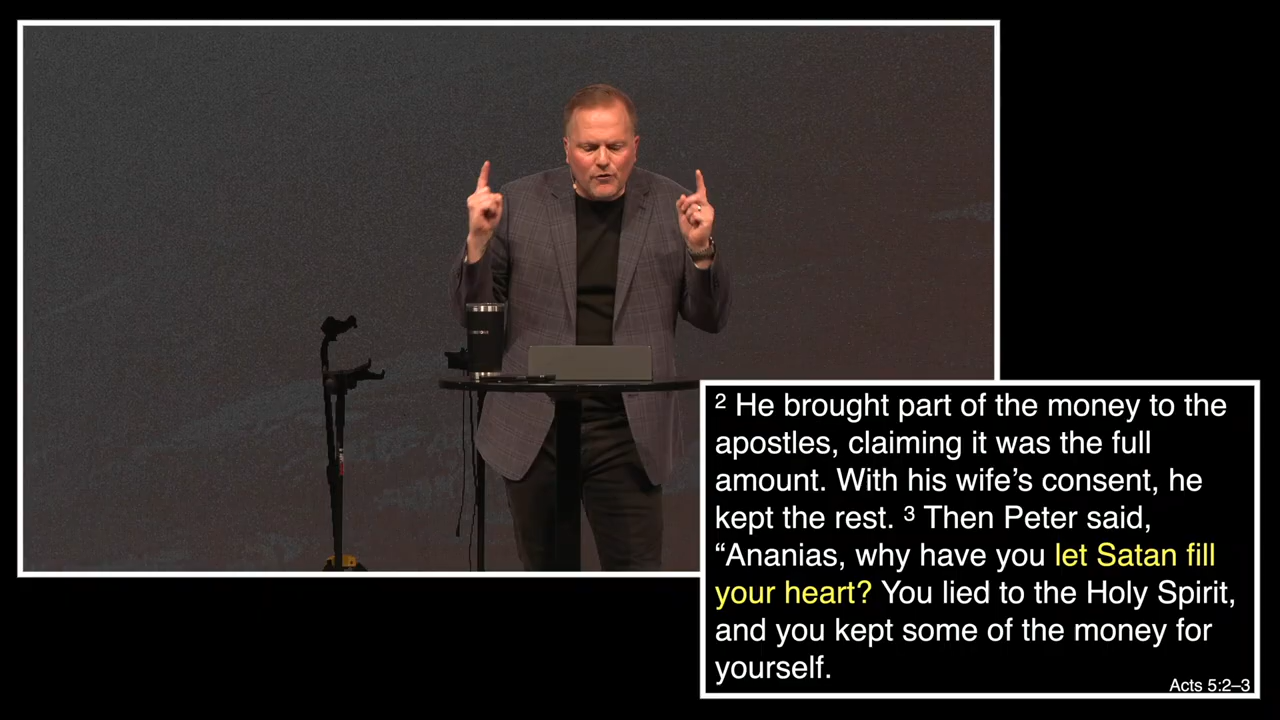 ² He brought part of the money to the
apostles, claiming it was the full
amount. With his wife’s consent, he
kept the rest. ³ Then Peter said,
“Ananias, why have you let Satan fill
your heart? You lied to the Holy Spirit,
and you kept some of the money for
yourself.
Acts 5:2–3